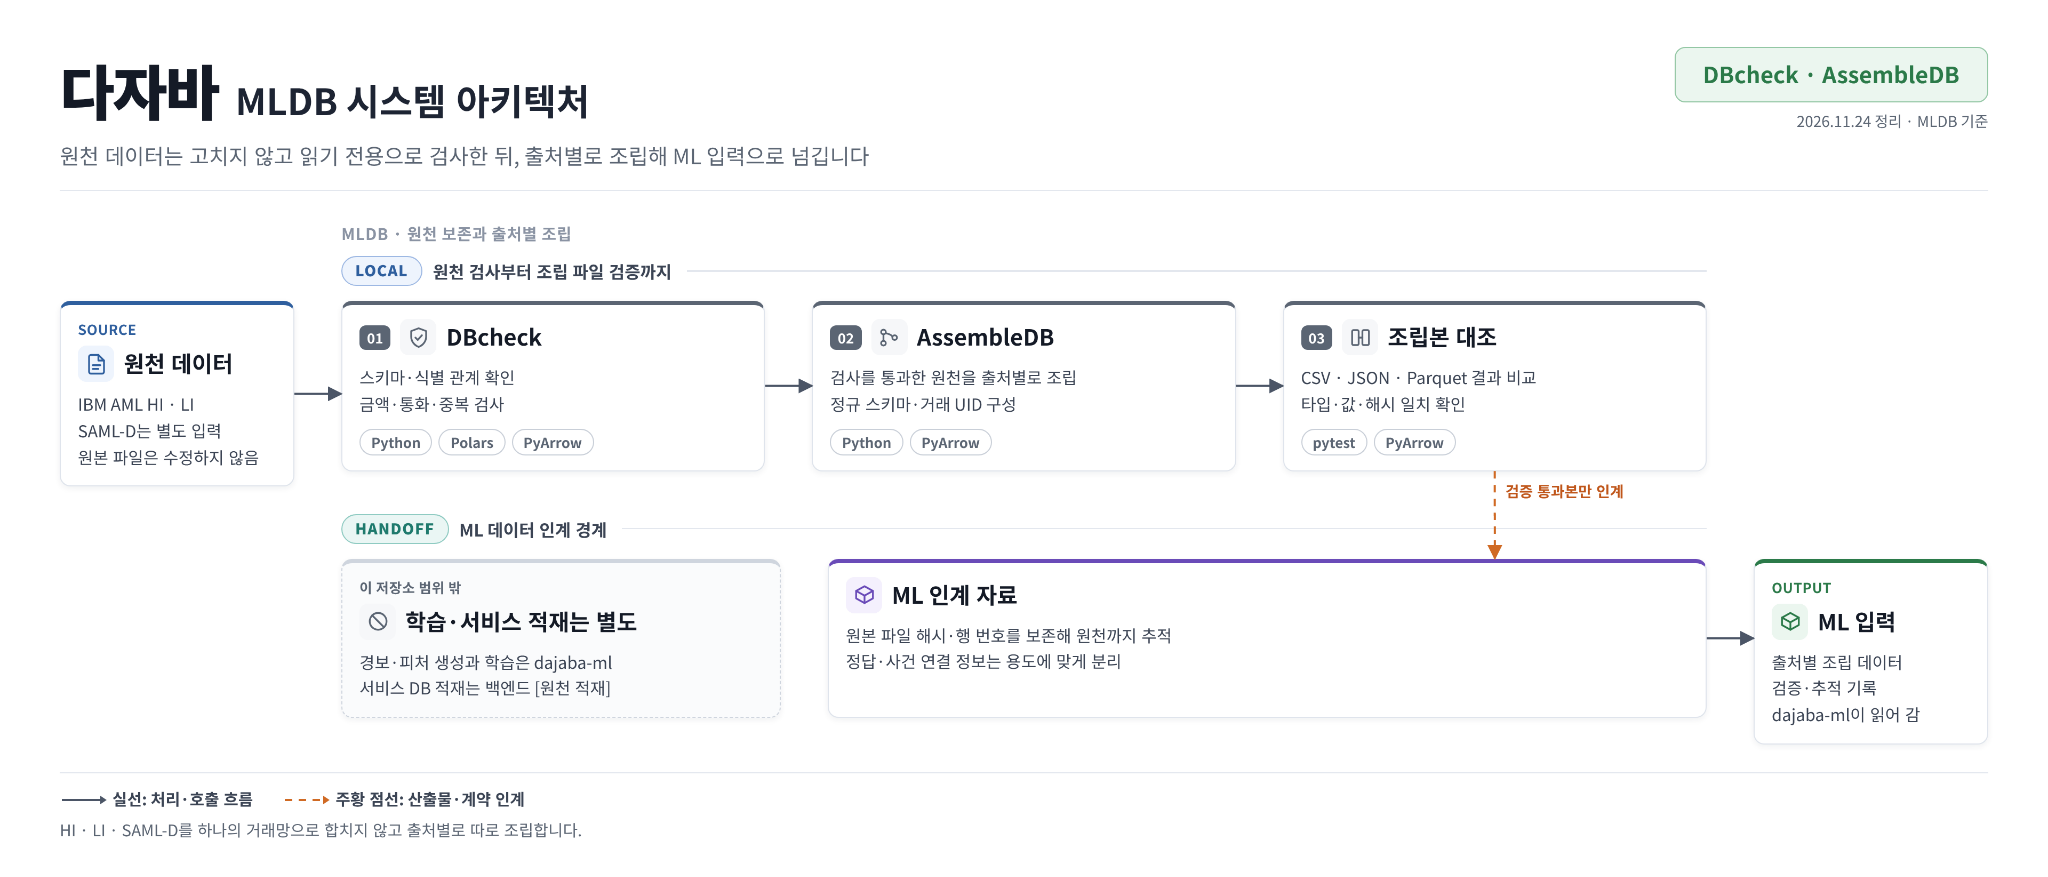 다자바 MLDB 시스템 아키텍처
DBcheck · AssembleDB
2026.11.24 정리 · MLDB 기준
원천 데이터는 고치지 않고 읽기 전용으로 검사한 뒤, 출처별로 조립해 ML 입력으로 넘깁니다
MLDB · 원천 보존과 출처별 조립
LOCAL 원천 검사부터 조립 파일 검증까지
SOURCE
원천 데이터
IBM AML HI · LI
SAML-D는 별도 입력
원본 파일은 수정하지 않음
01 DBcheck
스키마·식별 관계 확인
금액·통화·중복 검사
Python Polars PyArrow
02 AssembleDB
검사를 통과한 원천을 출처별로 조립
정규 스키마·거래 UID 구성
Python PyArrow
03 조립본 대조
CSV · JSON · Parquet 결과 비교
타입·값·해시 일치 확인
pytest PyArrow
검증 통과본만 인계
HANDOFF ML 데이터 인계 경계
이 저장소 범위 밖
학습·서비스 적재는 별도
경보·피처 생성과 학습은 dajaba-ml
서비스 DB 적재는 백엔드 [원천 적재]
ML 인계 자료
원본 파일 해시·행 번호를 보존해 원천까지 추적
정답·사건 연결 정보는 용도에 맞게 분리
OUTPUT
ML 입력
출처별 조립 데이터
검증·추적 기록
dajaba-ml이 읽어 감
실선: 처리·호출 흐름 주황 점선: 산출물·계약 인계
HI · LI · SAML-D를 하나의 거래망으로 합치지 않고 출처별로 따로 조립합니다.